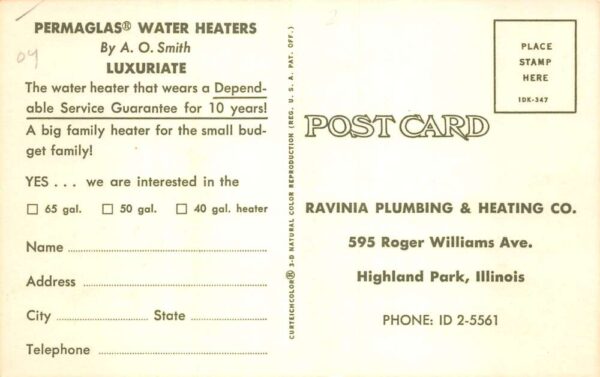 04
PERMAGLAS® WATER HEATERS
By A. O. Smith
LUXURIATE
The water heater that wears a Depend-
able Service Guarantee for 10 years!
A big family heater for the small bud-
get family!
YES . . . we are interested in the
☐ 65 gal. ☐ 50 gal. ☐ 40 gal. heater
Name
Address
City State
Telephone
CURTEICHCOLOR® 3-D NATURAL COLOR REPRODUCTION (REG. U. S. A. PAT. OFF.)
POST CARD
PLACE
STAMP
HERE
1DK-347
RAVINIA PLUMBING & HEATING CO.
595 Roger Williams Ave.
Highland Park, Illinois
PHONE: ID 2-5561